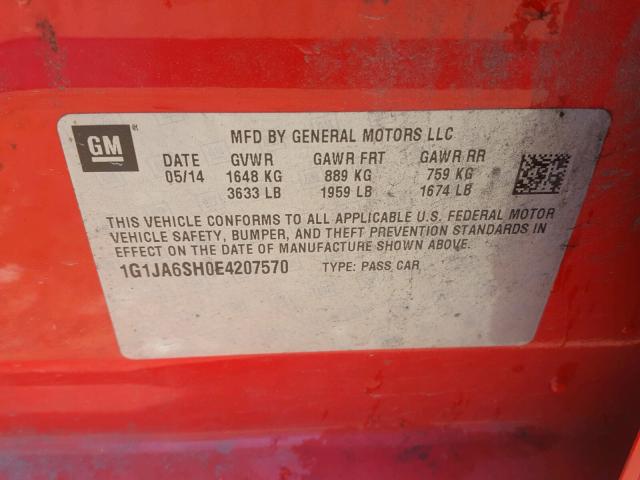 GM
MFD BY GENERAL MOTORS LLC
DATE GVWR GAWR FRT GAWR RR
05/14 1648 KG 889 KG 759 KG
3633 LB 1959 LB 1674 LB
THIS VEHICLE CONFORMS TO ALL APPLICABLE U.S. FEDERAL MOTOR
VEHICLE SAFETY, BUMPER, AND THEFT PREVENTION STANDARDS IN
EFFECT ON THE DATE OF MANUFACTURE SHOWN ABOVE.
1G1JA6SH0E4207570 TYPE: PASS CAR